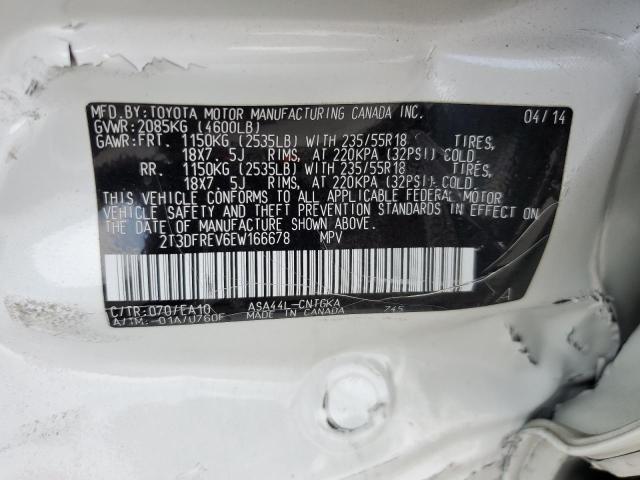 MFD. BY: TOYOTA MOTOR MANUFACTURING CANADA INC. 04/14
GVWR: 2085KG (4600LB)
GAWR: FRT. 1150KG (2535LB) WITH 235/55R18 TIRES,
18X7.5J RIMS, AT 220KPA (32PSI) COLD.
RR. 1150KG (2535LB) WITH 235/55R18 TIRES,
18X7.5J RIMS, AT 220KPA (32PSI) COLD.
THIS VEHICLE CONFORMS TO ALL APPLICABLE FEDERAL MOTOR
VEHICLE SAFETY AND THEFT PREVENTION STANDARDS IN EFFECT
ON THE DATE OF MANUFACTURE SHOWN ABOVE.
2T3DFREV6EW166678 MPV
C/TR: 070/EA10 ASA44L-CNTGKA 745 A
A/TM: -01A/U760F MADE IN CANADA